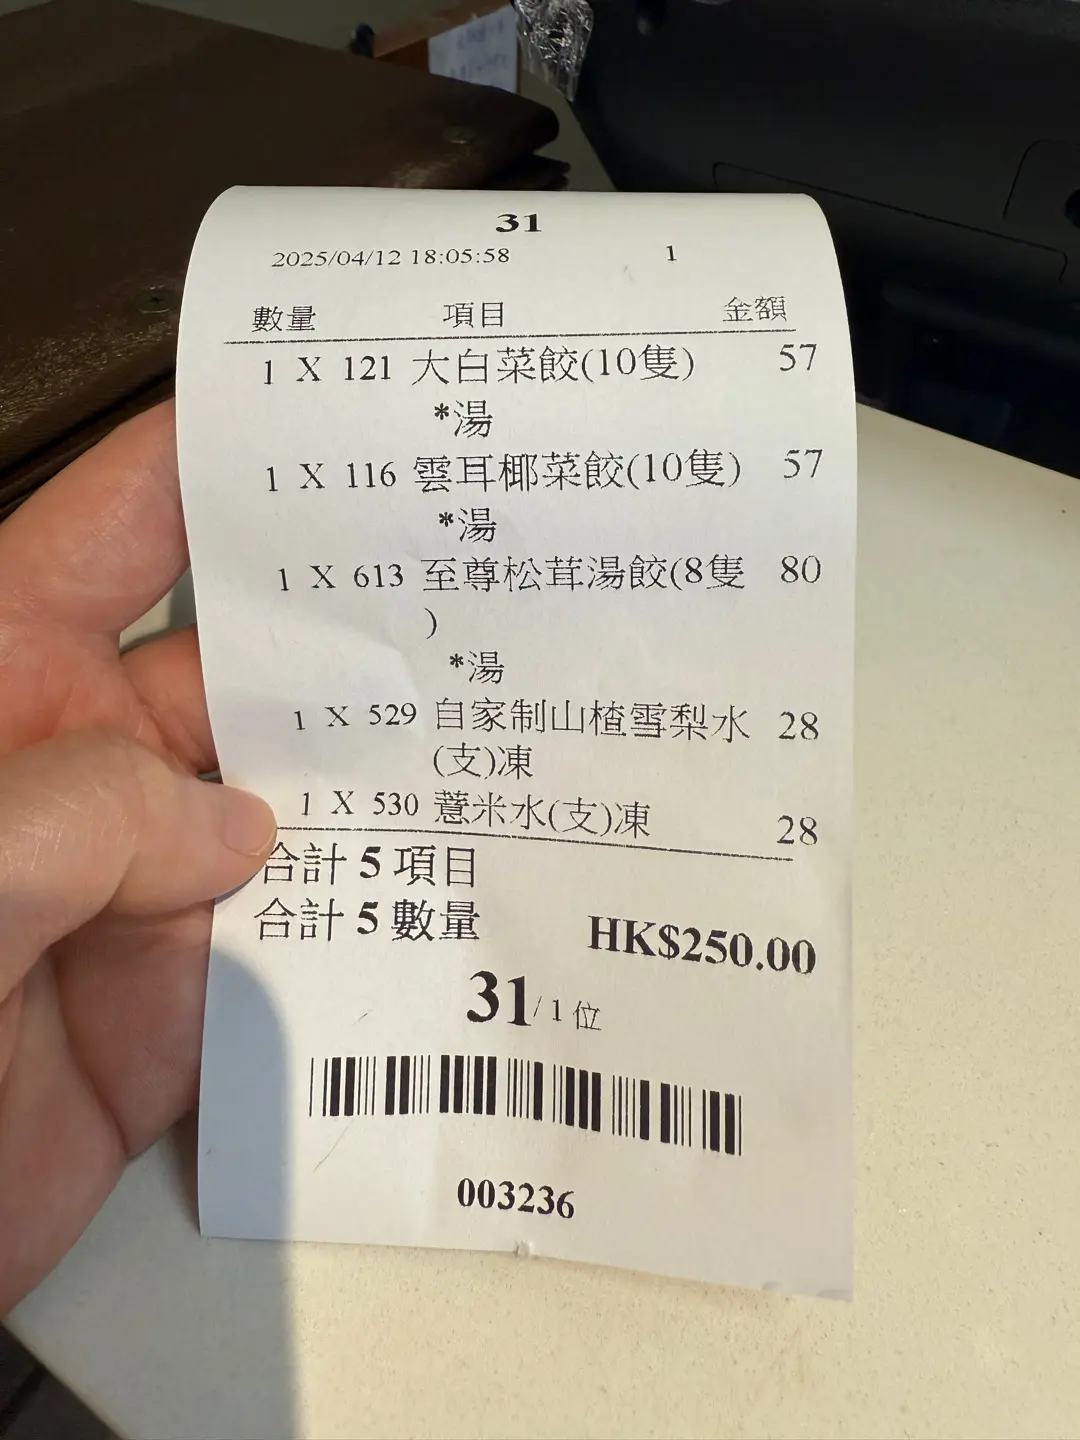 31
2025/04/12 18:05:58 1
數量 項目 金額
1 X 121 大白菜餃(10隻) 57
*湯
1 X 116 雲耳椰菜餃(10隻) 57
*湯
1 X 613 至尊松茸湯餃(8隻 80
)
*湯
1 X 529 自家制山楂雪梨水 28
(支)凍
1 X 530 薏米水(支)凍 28
合計 5 項目
合計 5 數量 HK$250.00
31/1 位
003236